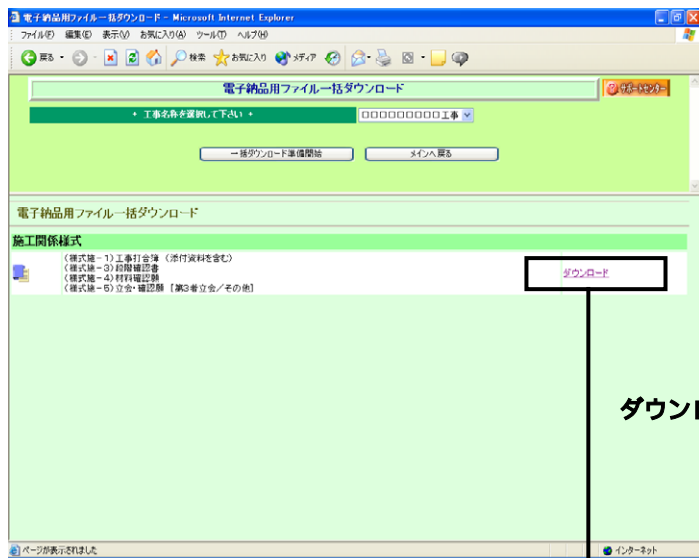 電子納品用ファイル一括ダウンロード - Microsoft Internet Explorer
ファイル(F) 編集(E) 表示(V) お気に入り(A) ツール(T) ヘルプ(H)
戻る 検索 お気に入り メディア
電子納品用ファイル一括ダウンロード
サポートセンター
+ 工事名称を選択して下さい +
□□□□□□□□□工事
一括ダウンロード準備開始 メインへ戻る
電子納品用ファイル一括ダウンロード
施工関係様式
(様式施-1)工事打合簿 (添付資料を含む)
(様式施-3)段階確認書
(様式施-4)材料確認願
(様式施-5)立会・確認願 [第3者立会/その他]
ダウンロード
ダウン
ページが表示されました
インターネット